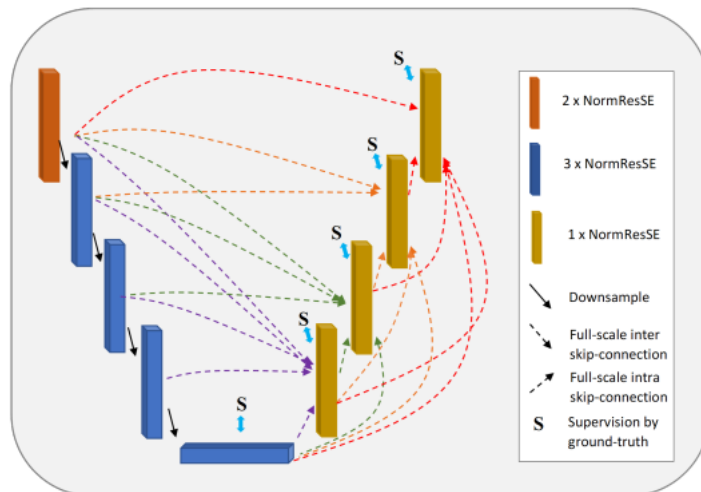 S
S
S
S
S
2 x NormResSE
3 x NormResSE
1 x NormResSE
Downsample
Full-scale inter
skip-connection
Full-scale intra
skip-connection
S Supervision by
ground-truth